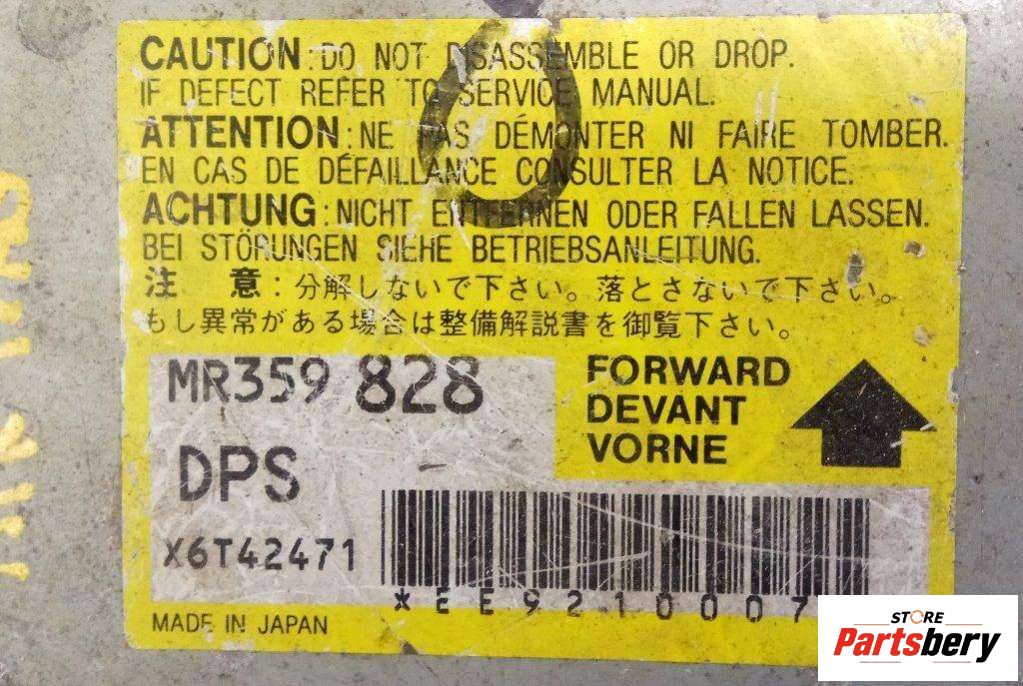 CAUTION : DO NOT DISASSEMBLE OR DROP.
IF DEFECT REFER TO SERVICE MANUAL.
ATTENTION : NE PAS DÉMONTER NI FAIRE TOMBER.
EN CAS DE DÉFAILLANCE CONSULTER LA NOTICE.
ACHTUNG : NICHT ENTFERNEN ODER FALLEN LASSEN.
BEI STÖRUNGEN SIEHE BETRIEBSANLEITUNG.
注 意 : 分解しないで下さい。落とさないで下さい。
もし異常がある場合は整備解説書を御覧下さい。
MR359 828
FORWARD
DEVANT
VORNE
DPS -
X6T42471
*EE9210007
MADE IN JAPAN
STORE
Partsbery